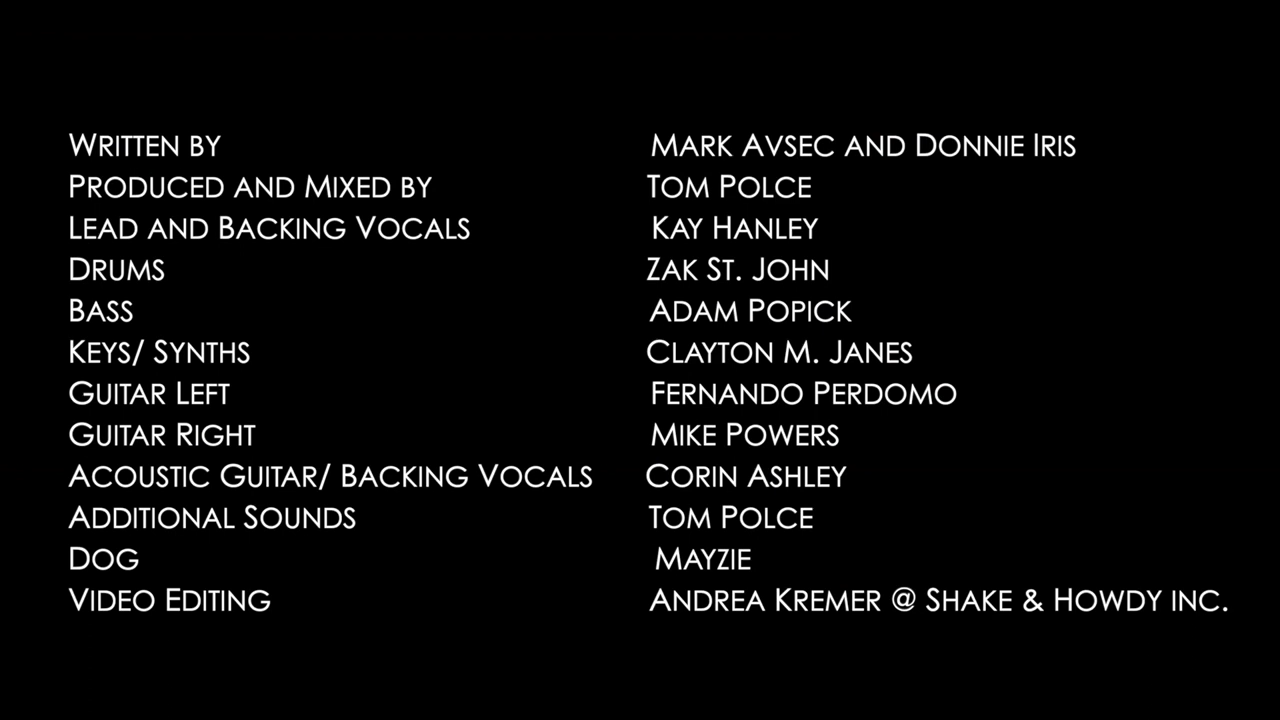 Written by Mark Avsec and Donnie Iris
Produced and Mixed by Tom Polce
Lead and Backing Vocals Kay Hanley
Drums Zak St. John
Bass Adam Popick
Keys/ Synths Clayton M. Janes
Guitar Left Fernando Perdomo
Guitar Right Mike Powers
Acoustic Guitar/ Backing Vocals Corin Ashley
Additional Sounds Tom Polce
Dog Mayzie
Video Editing Andrea Kremer @ Shake & Howdy inc.